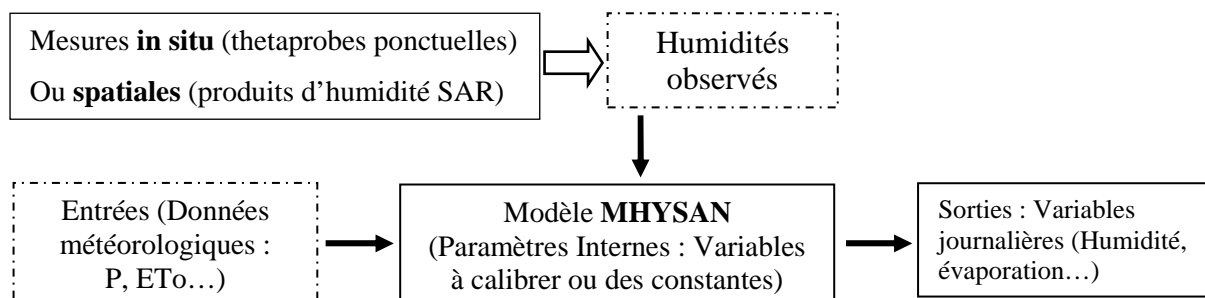 Mesures in situ (thetaprobes ponctuelles)
Ou spatiales (produits d’humidité SAR)
Humidités
observés
Entrées (Données
météorologiques :
P, ETo…)
Modèle MHYSAN
(Paramètres Internes : Variables
à calibrer ou des constantes)
Sorties : Variables
journalières (Humidité,
évaporation…)